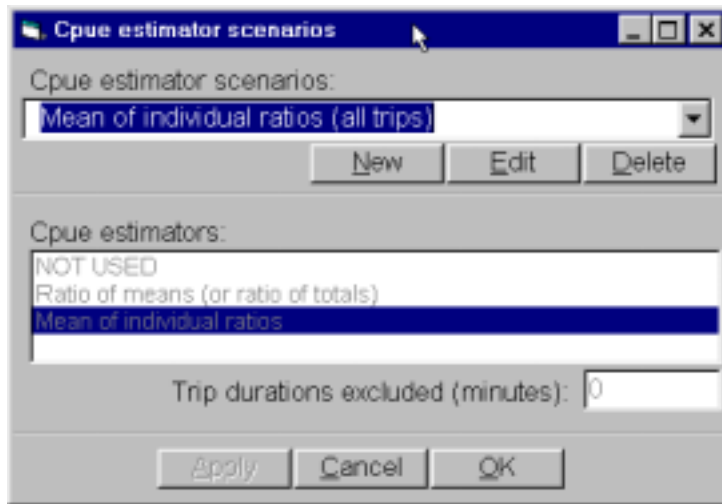 Cpue estimator scenarios
Cpue estimator scenarios:
Mean of individual ratios (all trips)
New Edit Delete
Cpue estimators:
NOT USED
Ratio of means (or ratio of totals)
Mean of individual ratios
Trip durations excluded (minutes): 0
Apply Cancel OK